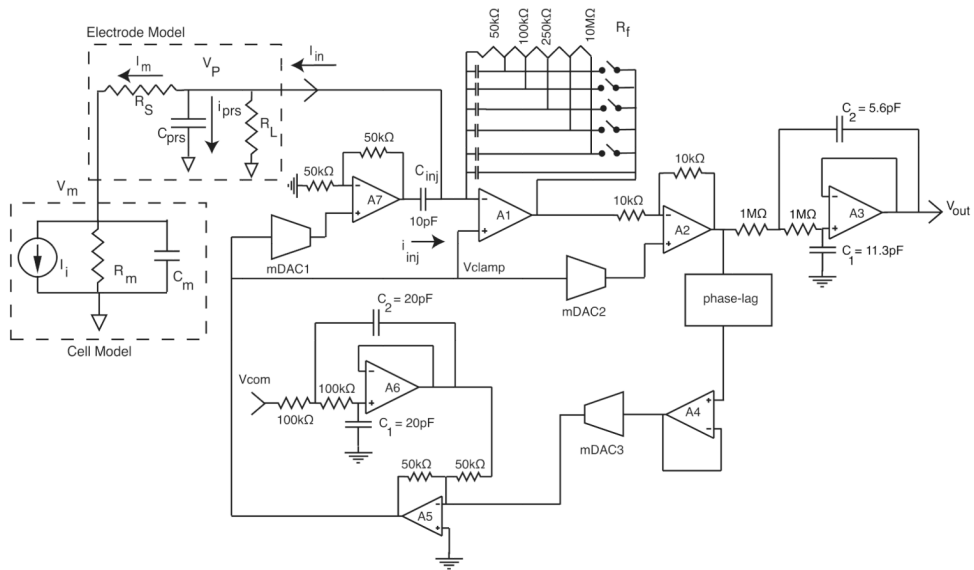 Electrode Model
I_m
V_P
I_in
R_S
C_prs
i_prs
R_L
V_m
I_i
R_m
C_m
Cell Model
50kΩ
100kΩ
250kΩ
10MΩ
R_f
50kΩ
50kΩ
A7
C_inj
10pF
i_inj
mDAC1
A1
Vclamp
mDAC2
10kΩ
10kΩ
A2
1MΩ
1MΩ
C_2 = 5.6pF
A3
V_out
C_1 = 11.3pF
phase-lag
A4
mDAC3
C_2 = 20pF
Vcom
100kΩ
100kΩ
A6
C_1 = 20pF
50kΩ
50kΩ
A5